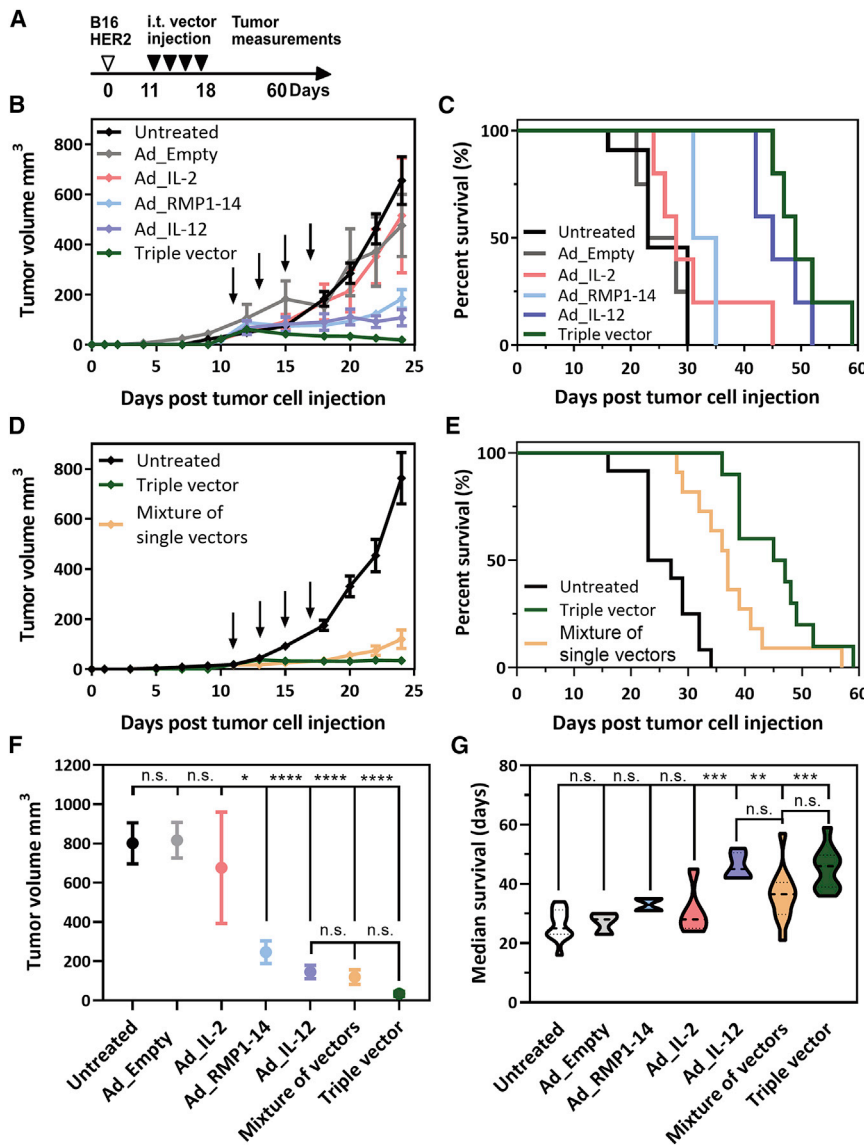 A
B16
HER2
i.t. vector
injection
Tumor
measurements
0
11
18
60 Days
B
Tumor volume mm³
800
600
400
200
0
Untreated
Ad_Empty
Ad_IL-2
Ad_RMP1-14
Ad_IL-12
Triple vector
0 5 10 15 20 25
Days post tumor cell injection
C
Percent survival (%)
100
50
0
Untreated
Ad_Empty
Ad_IL-2
Ad_RMP1-14
Ad_IL-12
Triple vector
0 10 20 30 40 50 60
Days post tumor cell injection
D
Tumor volume mm³
800
600
400
200
0
Untreated
Triple vector
Mixture of
single vectors
0 5 10 15 20 25
Days post tumor cell injection
E
Percent survival (%)
100
50
0
Untreated
Triple vector
Mixture of
single vectors
0 10 20 30 40 50 60
Days post tumor cell injection
F
Tumor volume mm³
1200
1000
800
600
400
200
0
n.s. n.s. * **** **** ****
n.s. n.s.
Untreated
Ad_Empty
Ad_IL-2
Ad_RMP1-14
Ad_IL-12
Mixture of vectors
Triple vector
G
Median survival (days)
80
60
40
20
0
n.s. n.s. n.s. *** ** ***
n.s. n.s.
Untreated
Ad_Empty
Ad_RMP1-14
Ad_IL-2
Ad_IL-12
Mixture of vectors
Triple vector